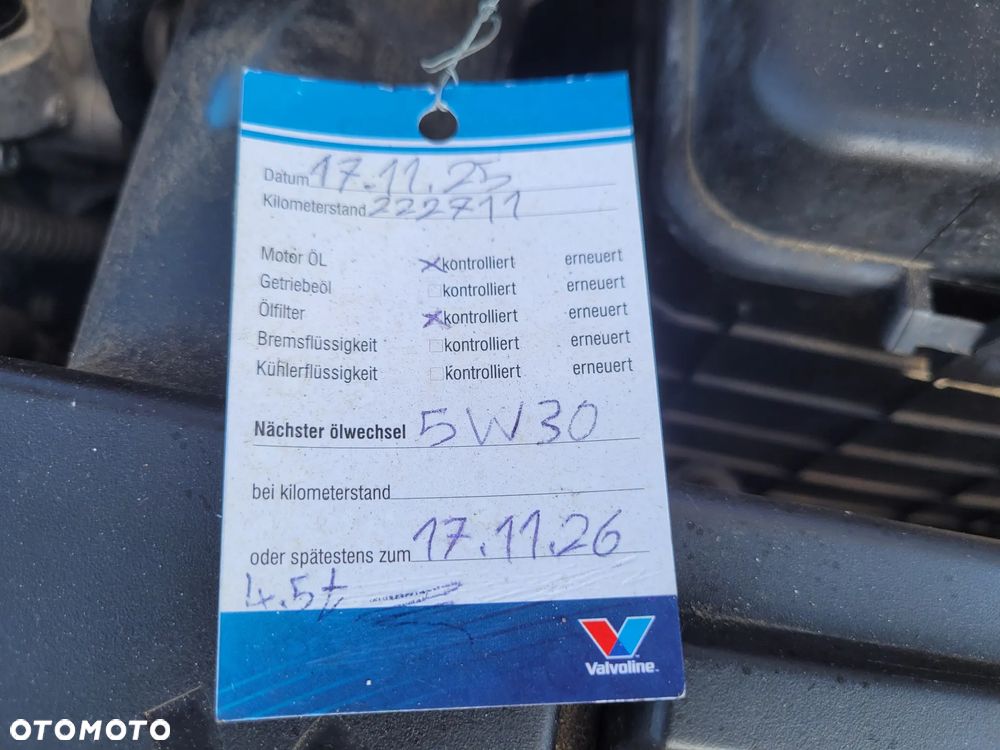 Datum 17.11.25
Kilometerstand 222711
Motor ÖL kontrolliert erneuert
Getriebeöl kontrolliert erneuert
Ölfilter kontrolliert erneuert
Bremsflüssigkeit kontrolliert erneuert
Kühlerflüssigkeit kontrolliert erneuert
Nächster ölwechsel 5W30
bei kilometerstand
oder spätestens zum 17.11.26
4.5
Valvoline
OTOMOTO